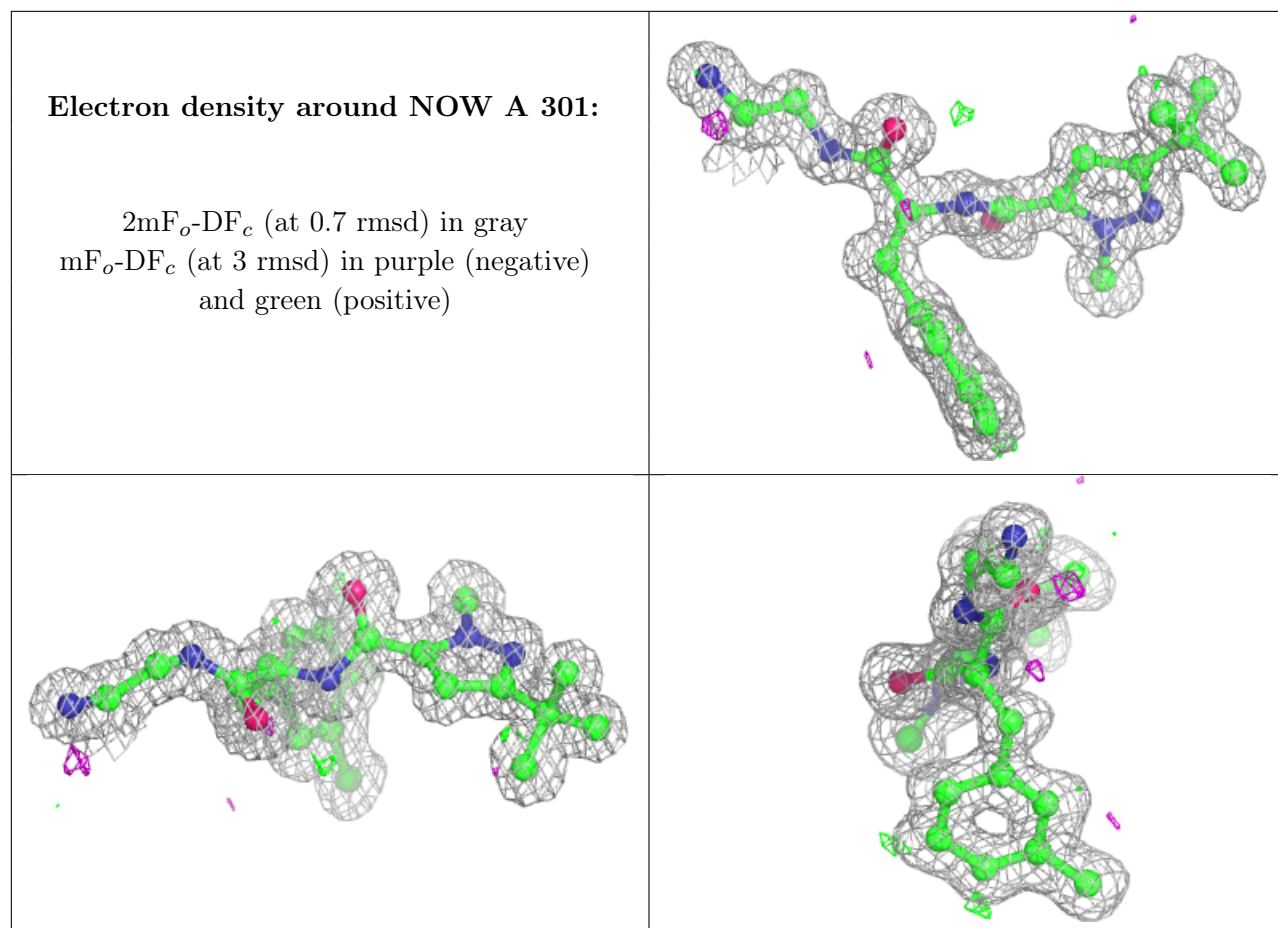 Electron density around NOW A 301:
2mFo-DFc (at 0.7 rmsd) in gray
mFo-DFc (at 3 rmsd) in purple (negative)
and green (positive)